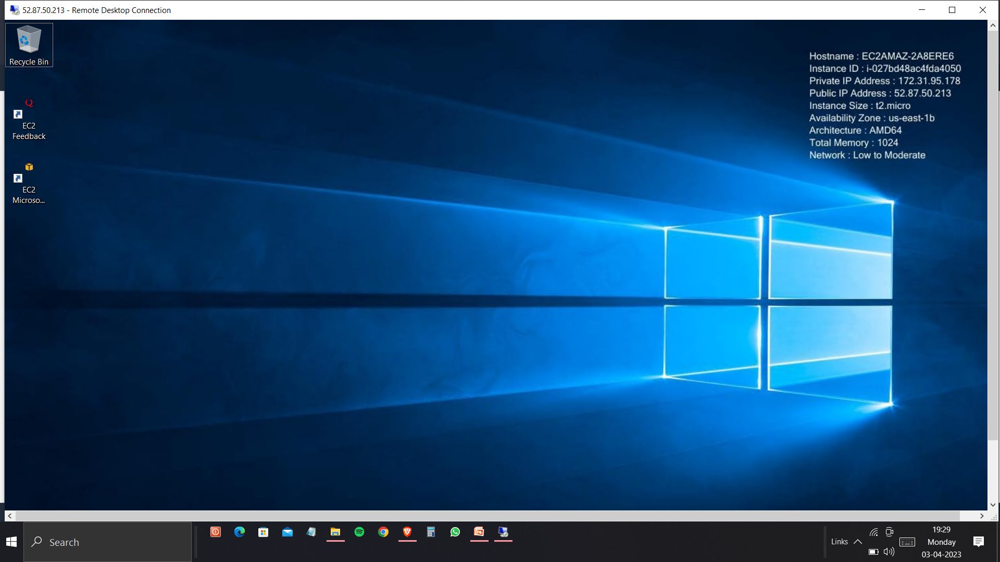 52.87.50.213 - Remote Desktop Connection
Recycle Bin
EC2
Feedback
EC2
Microso...
Hostname : EC2AMAZ-2A8ERE6
Instance ID : i-027bd48ac4fda4050
Private IP Address : 172.31.95.178
Public IP Address : 52.87.50.213
Instance Size : t2.micro
Availability Zone : us-east-1b
Architecture : AMD64
Total Memory : 1024
Network : Low to Moderate
Search
Links
19:29
Monday
03-04-2023